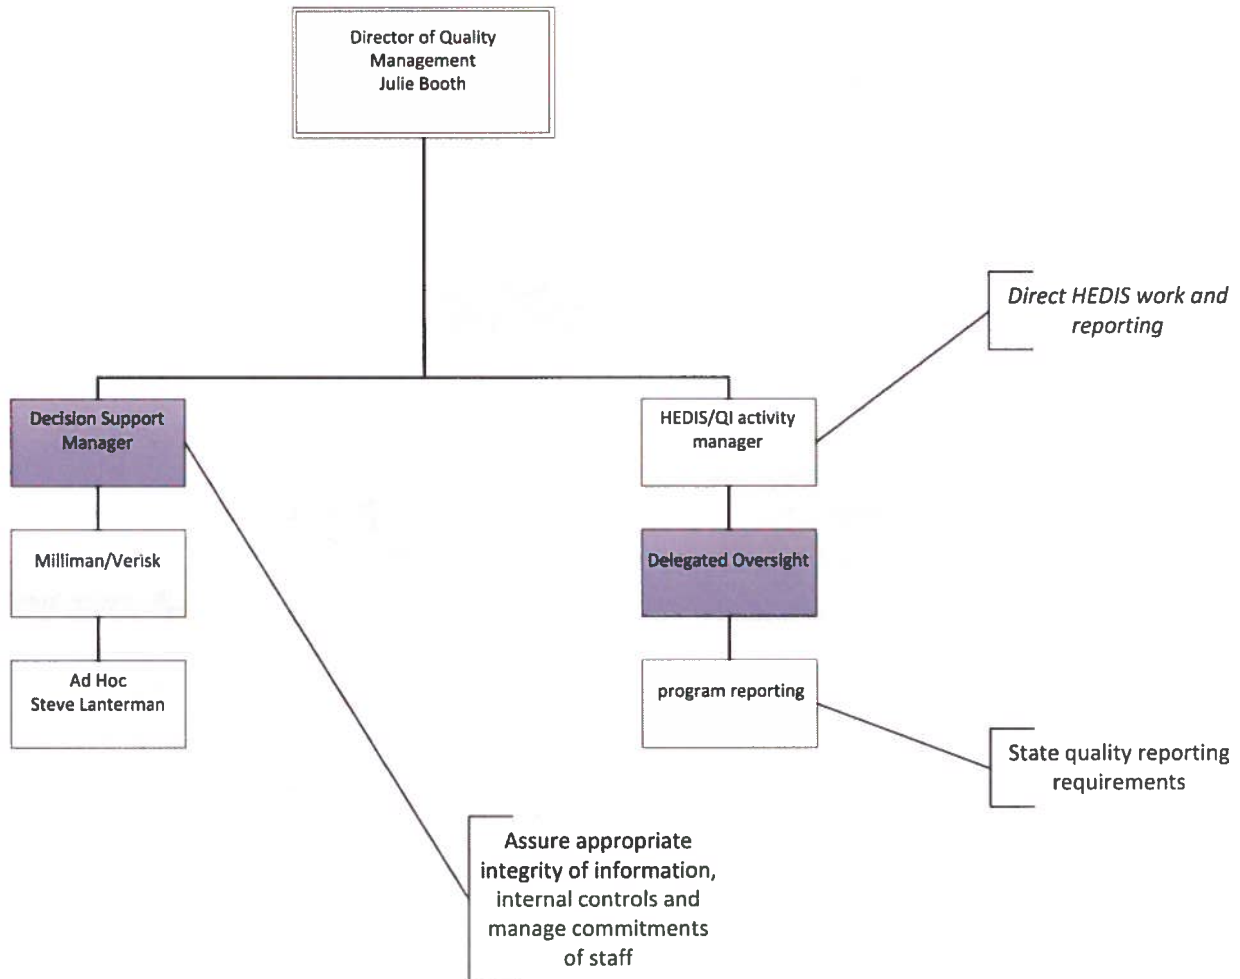 Director of Quality
Management
Julie Booth
Direct HEDIS work and
reporting
Decision Support
Manager
HEDIS/QI activity
manager
Milliman/Verisk
Delegated Oversight
Ad Hoc
Steve Lanterman
program reporting
State quality reporting
requirements
Assure appropriate
integrity of information,
internal controls and
manage commitments
of staff